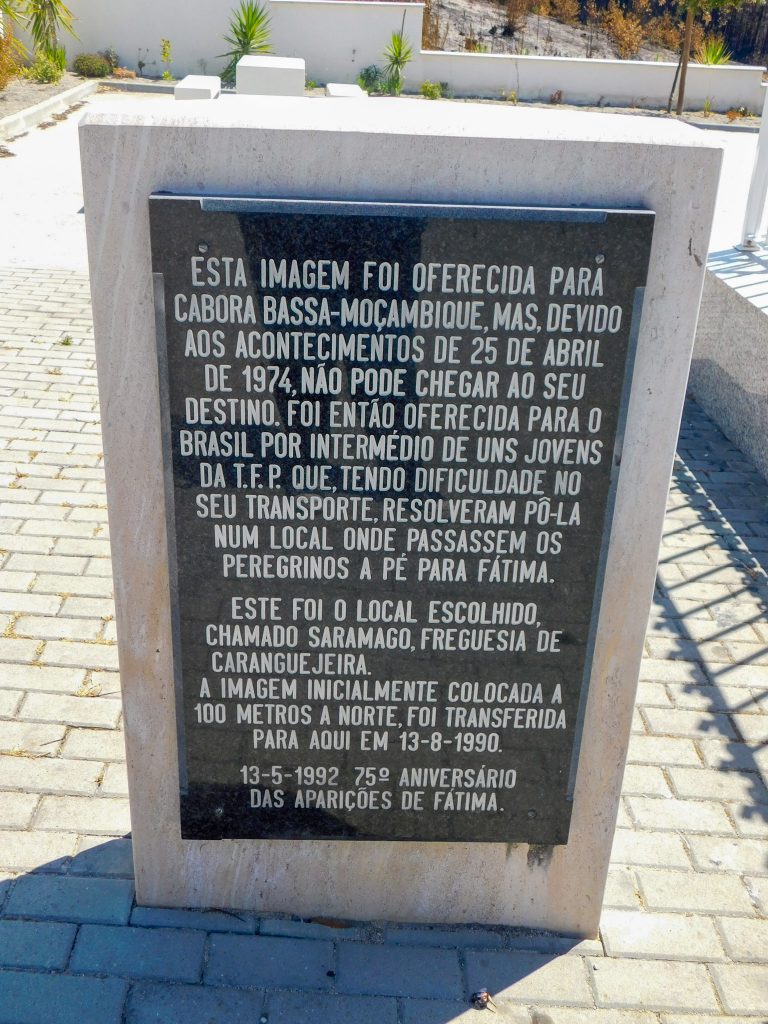 ESTA IMAGEM FOI OFERECIDA PARA
CABORA BASSA-MOÇAMBIQUE, MAS, DEVIDO
AOS ACONTECIMENTOS DE 25 DE ABRIL
DE 1974, NÃO PODE CHEGAR AO SEU
DESTINO. FOI ENTÃO OFERECIDA PARA O
BRASIL POR INTERMÉDIO DE UNS JOVENS
DA T.F.P. QUE, TENDO DIFICULDADE NO
SEU TRANSPORTE, RESOLVERAM PÔ-LA
NUM LOCAL ONDE PASSASSEM OS
PEREGRINOS A PÉ PARA FÁTIMA.
ESTE FOI O LOCAL ESCOLHIDO,
CHAMADO SARAMAGO, FREGUESIA DE
CARANGUEJEIRA.
A IMAGEM INICIALMENTE COLOCADA A
100 METROS A NORTE, FOI TRANSFERIDA
PARA AQUI EM 13-8-1990.
13-5-1992 75º ANIVERSÁRIO
DAS APARIÇÕES DE FÁTIMA.